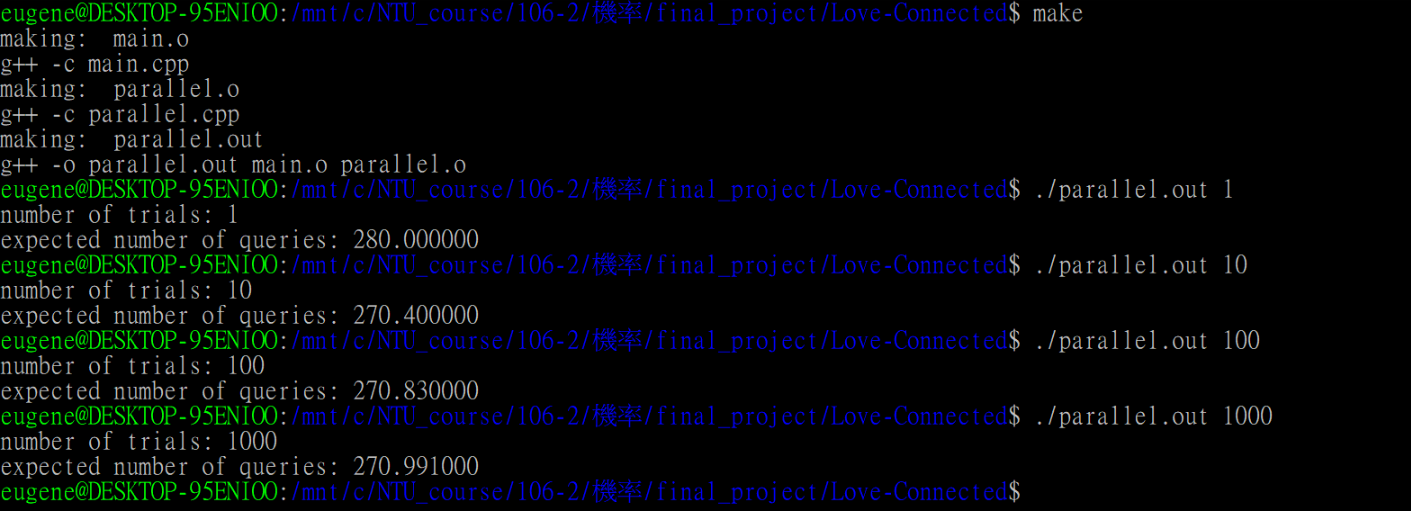 eugene@DESKTOP-95ENIOO:/mnt/c/NTU_course/106-2/機率/final_project/Love-Connected$ make
making:  main.o
g++ -c main.cpp
making:  parallel.o
g++ -c parallel.cpp
making:  parallel.out
g++ -o parallel.out main.o parallel.o
eugene@DESKTOP-95ENIOO:/mnt/c/NTU_course/106-2/機率/final_project/Love-Connected$ ./parallel.out 1
number of trials: 1
expected number of queries: 280.000000
eugene@DESKTOP-95ENIOO:/mnt/c/NTU_course/106-2/機率/final_project/Love-Connected$ ./parallel.out 10
number of trials: 10
expected number of queries: 270.400000
eugene@DESKTOP-95ENIOO:/mnt/c/NTU_course/106-2/機率/final_project/Love-Connected$ ./parallel.out 100
number of trials: 100
expected number of queries: 270.830000
eugene@DESKTOP-95ENIOO:/mnt/c/NTU_course/106-2/機率/final_project/Love-Connected$ ./parallel.out 1000
number of trials: 1000
expected number of queries: 270.991000
eugene@DESKTOP-95ENIOO:/mnt/c/NTU_course/106-2/機率/final_project/Love-Connected$